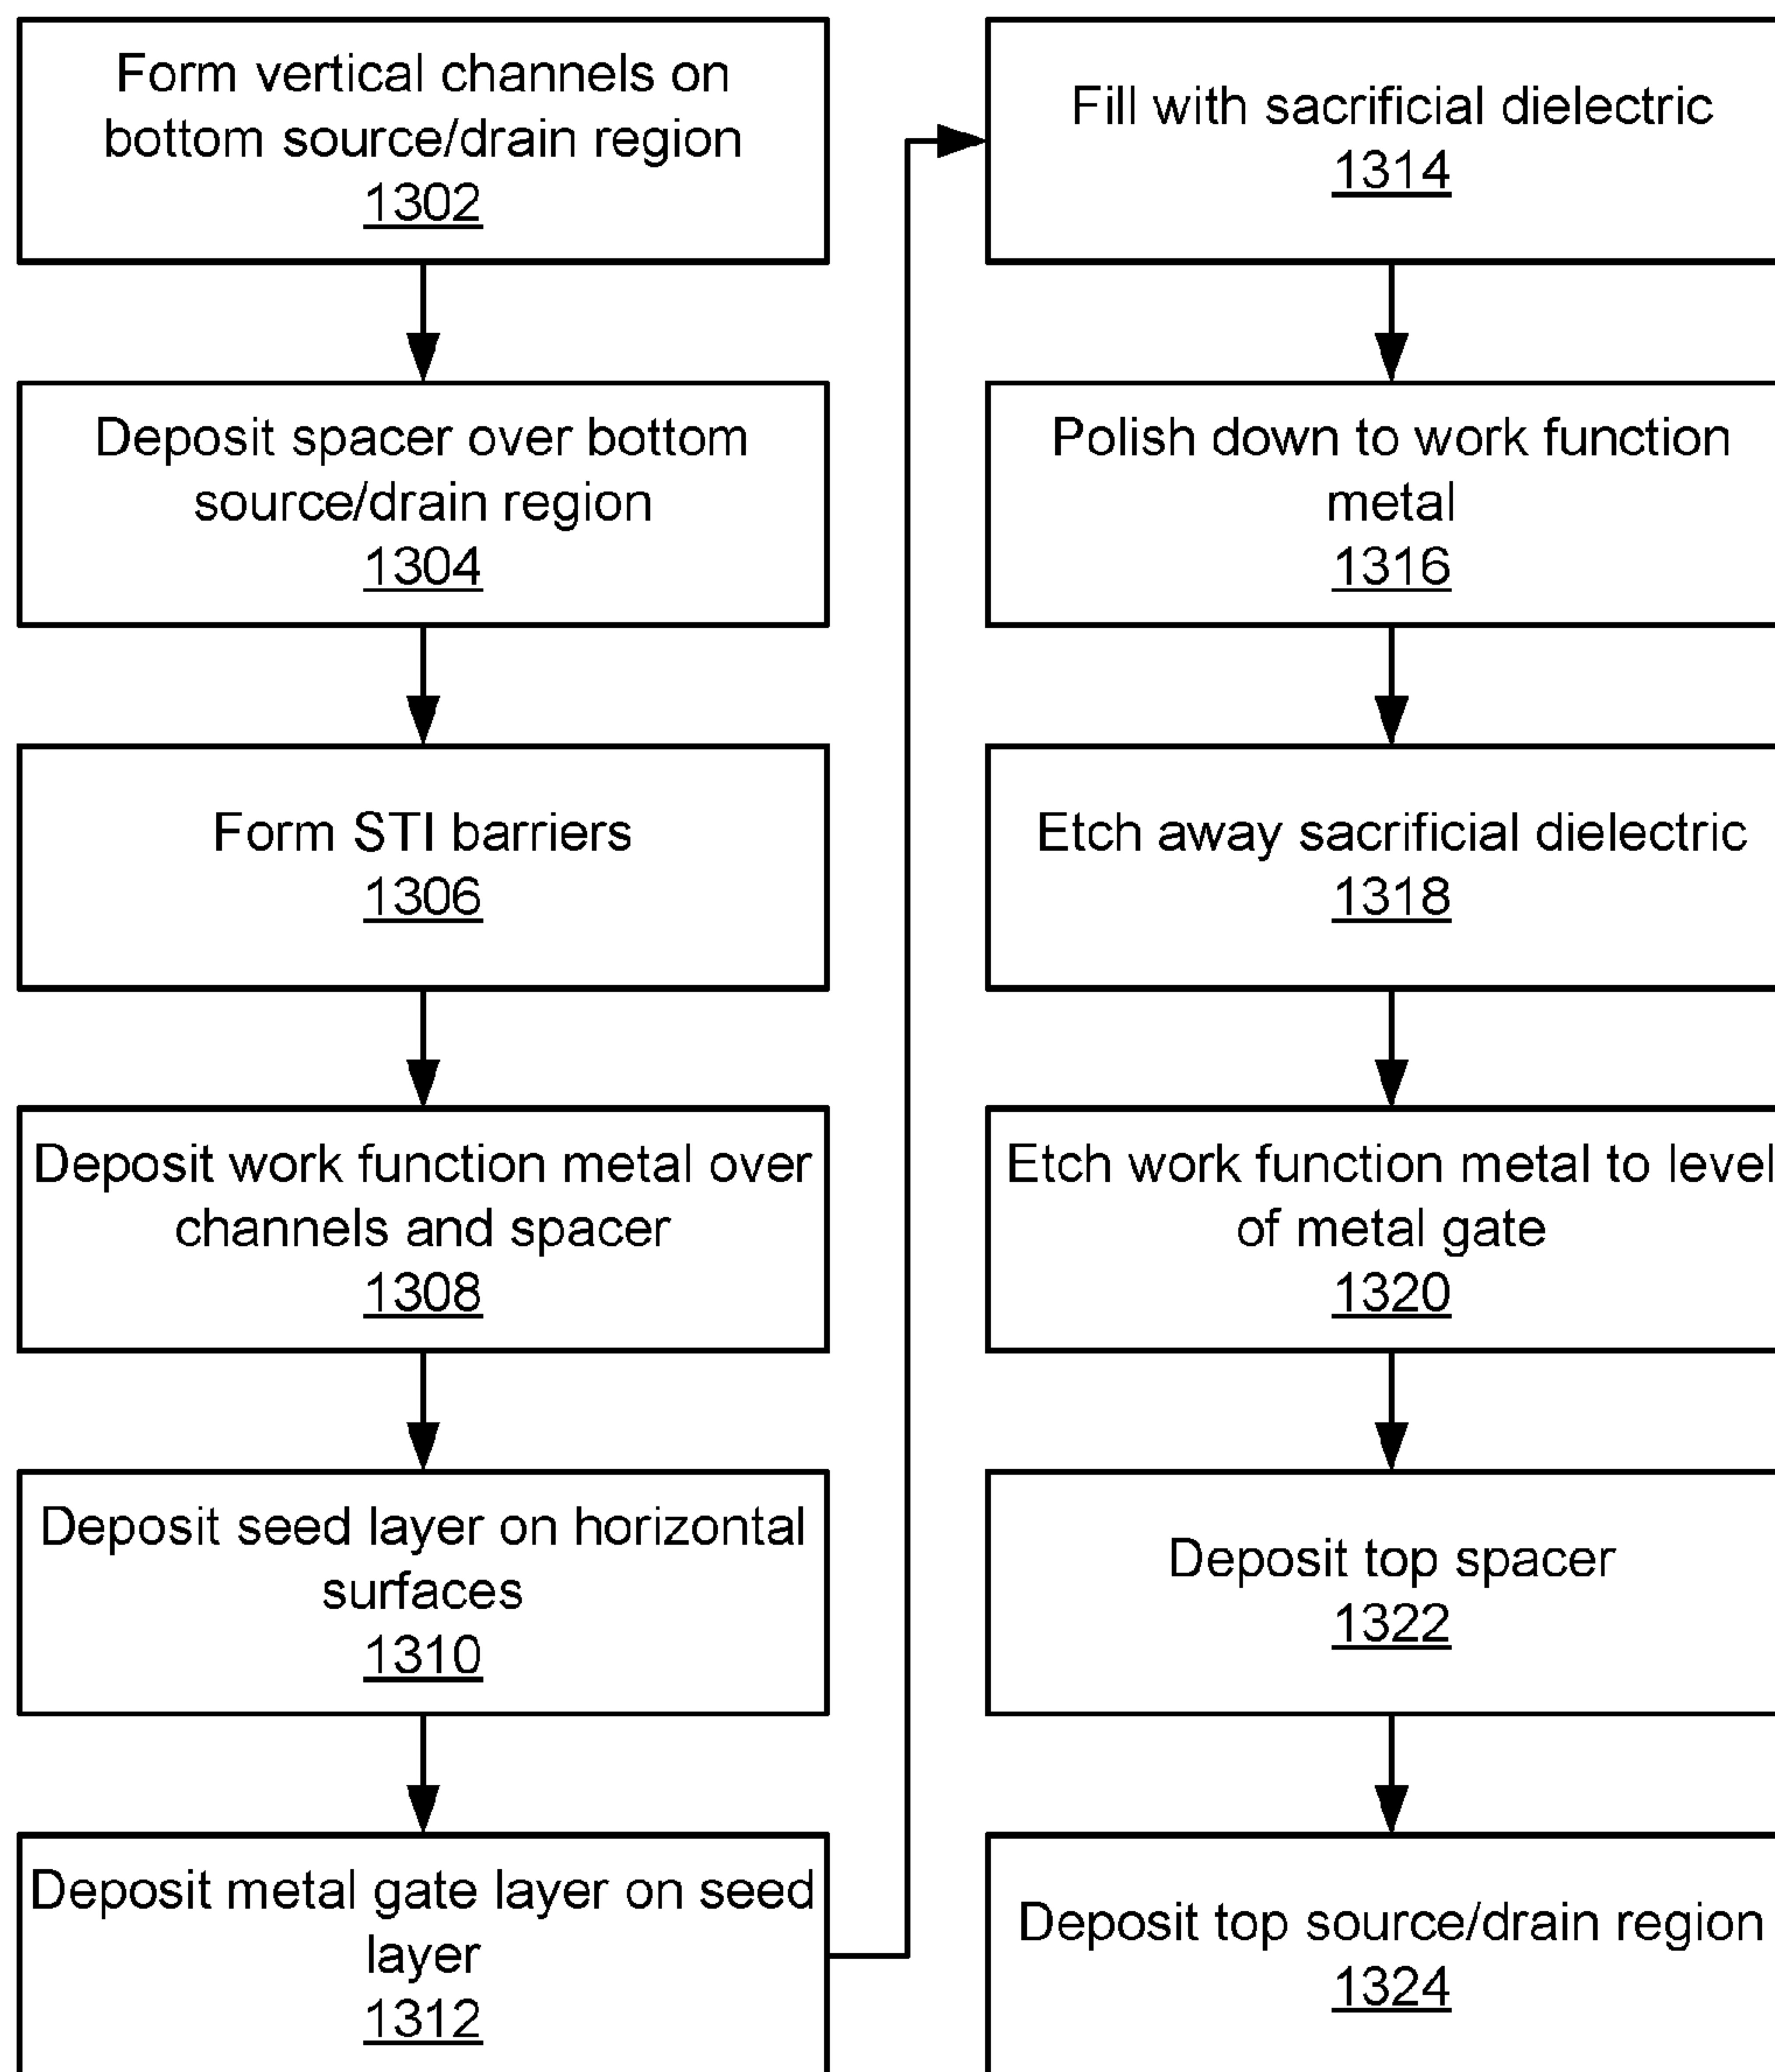 Form vertical channels on
bottom source/drain region
1302
Deposit spacer over bottom
source/drain region
1304
Form STI barriers
1306
Deposit work function metal over
channels and spacer
1308
Deposit seed layer on horizontal
surfaces
1310
Deposit metal gate layer on seed
layer
1312
Fill with sacrificial dielectric
1314
Polish down to work function
metal
1316
Etch away sacrificial dielectric
1318
Etch work function metal to level
of metal gate
1320
Deposit top spacer
1322
Deposit top source/drain region
1324